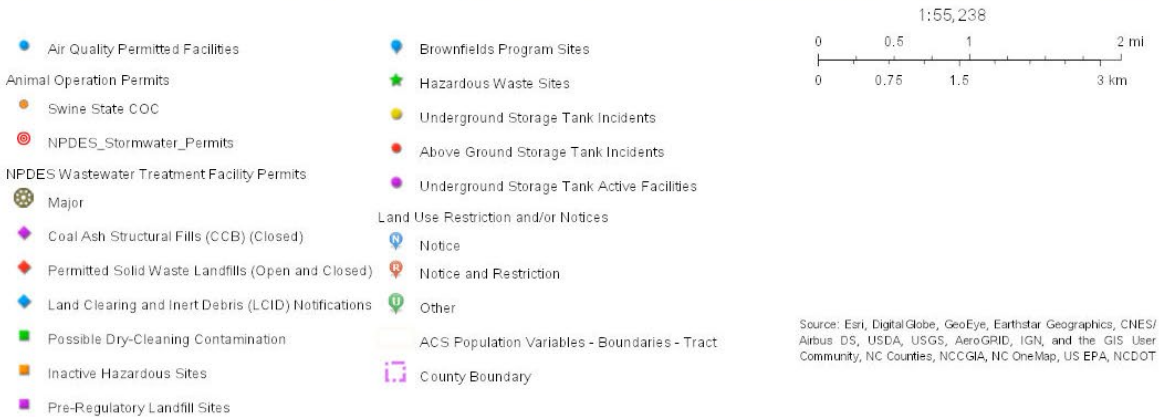 Air Quality Permitted Facilities
Animal Operation Permits
Swine State COC
NPDES_Stormwater_Permits
NPDES Wastewater Treatment Facility Permits
Major
Coal Ash Structural Fills (CCB) (Closed)
Permitted Solid Waste Landfills (Open and Closed)
Land Clearing and Inert Debris (LCID) Notifications
Possible Dry-Cleaning Contamination
Inactive Hazardous Sites
Pre-Regulatory Landfill Sites
Brownfields Program Sites
Hazardous Waste Sites
Underground Storage Tank Incidents
Above Ground Storage Tank Incidents
Underground Storage Tank Active Facilities
Land Use Restriction and/or Notices
N Notice
R Notice and Restriction
U Other
ACS Population Variables - Boundaries - Tract
County Boundary
1:55,238
0 0.5 1 2 mi
0 0.75 1.5 3 km
Source: Esri, DigitalGlobe, GeoEye, Earthstar Geographics, CNES/
Airbus DS, USDA, USGS, AeroGRID, IGN, and the GIS User
Community, NC Counties, NCCGIA, NC OneMap, US EPA, NCDOT